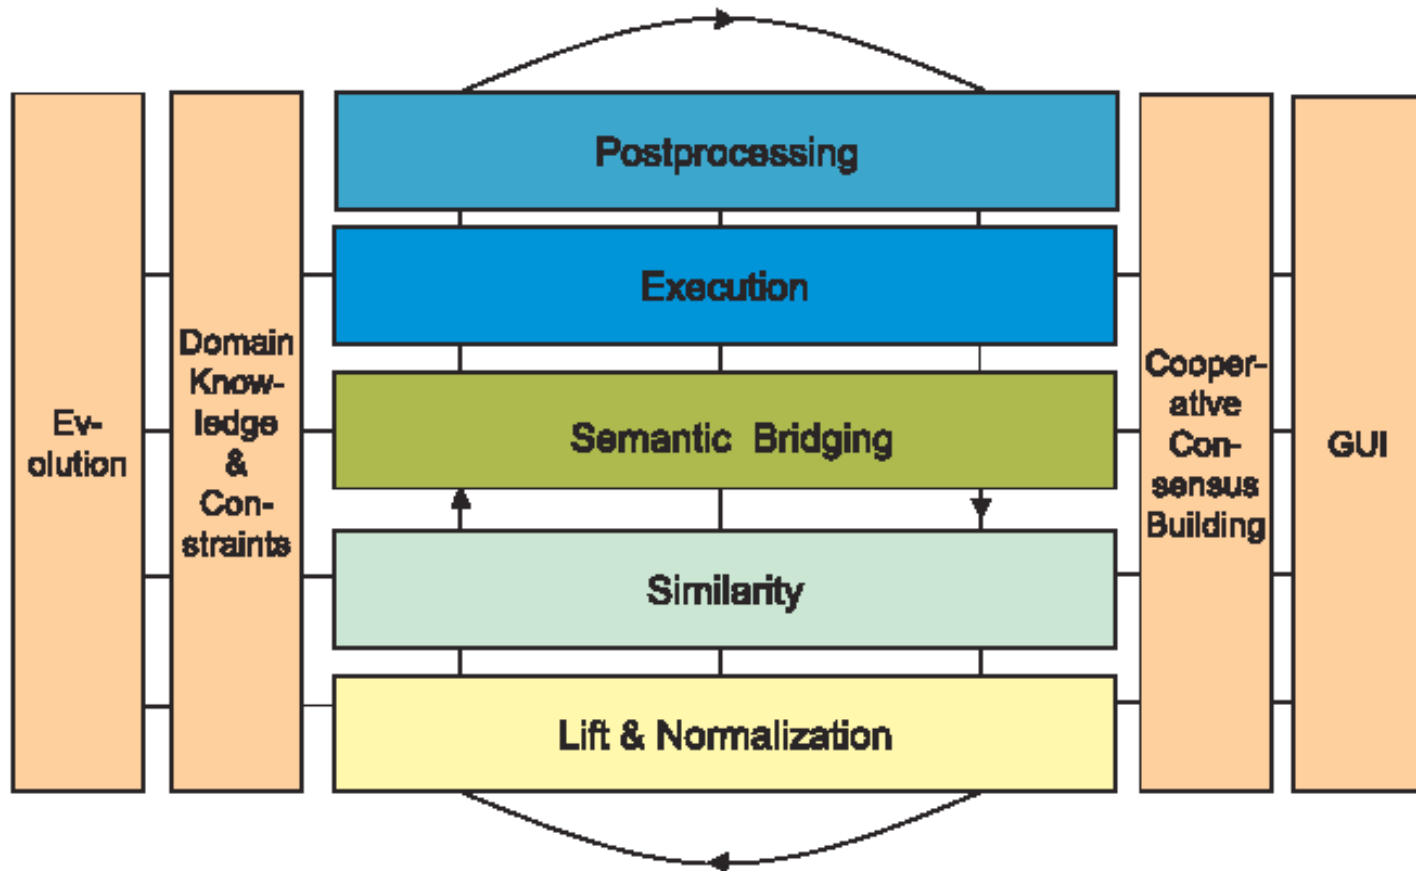 Postprocessing
Execution
Semantic Bridging
Similarity
Lift & Normalization
Ev-
olution
Domain
Know-
ledge
&
Con-
straints
Cooper-
ative
Con-
sensus
Building
GUI